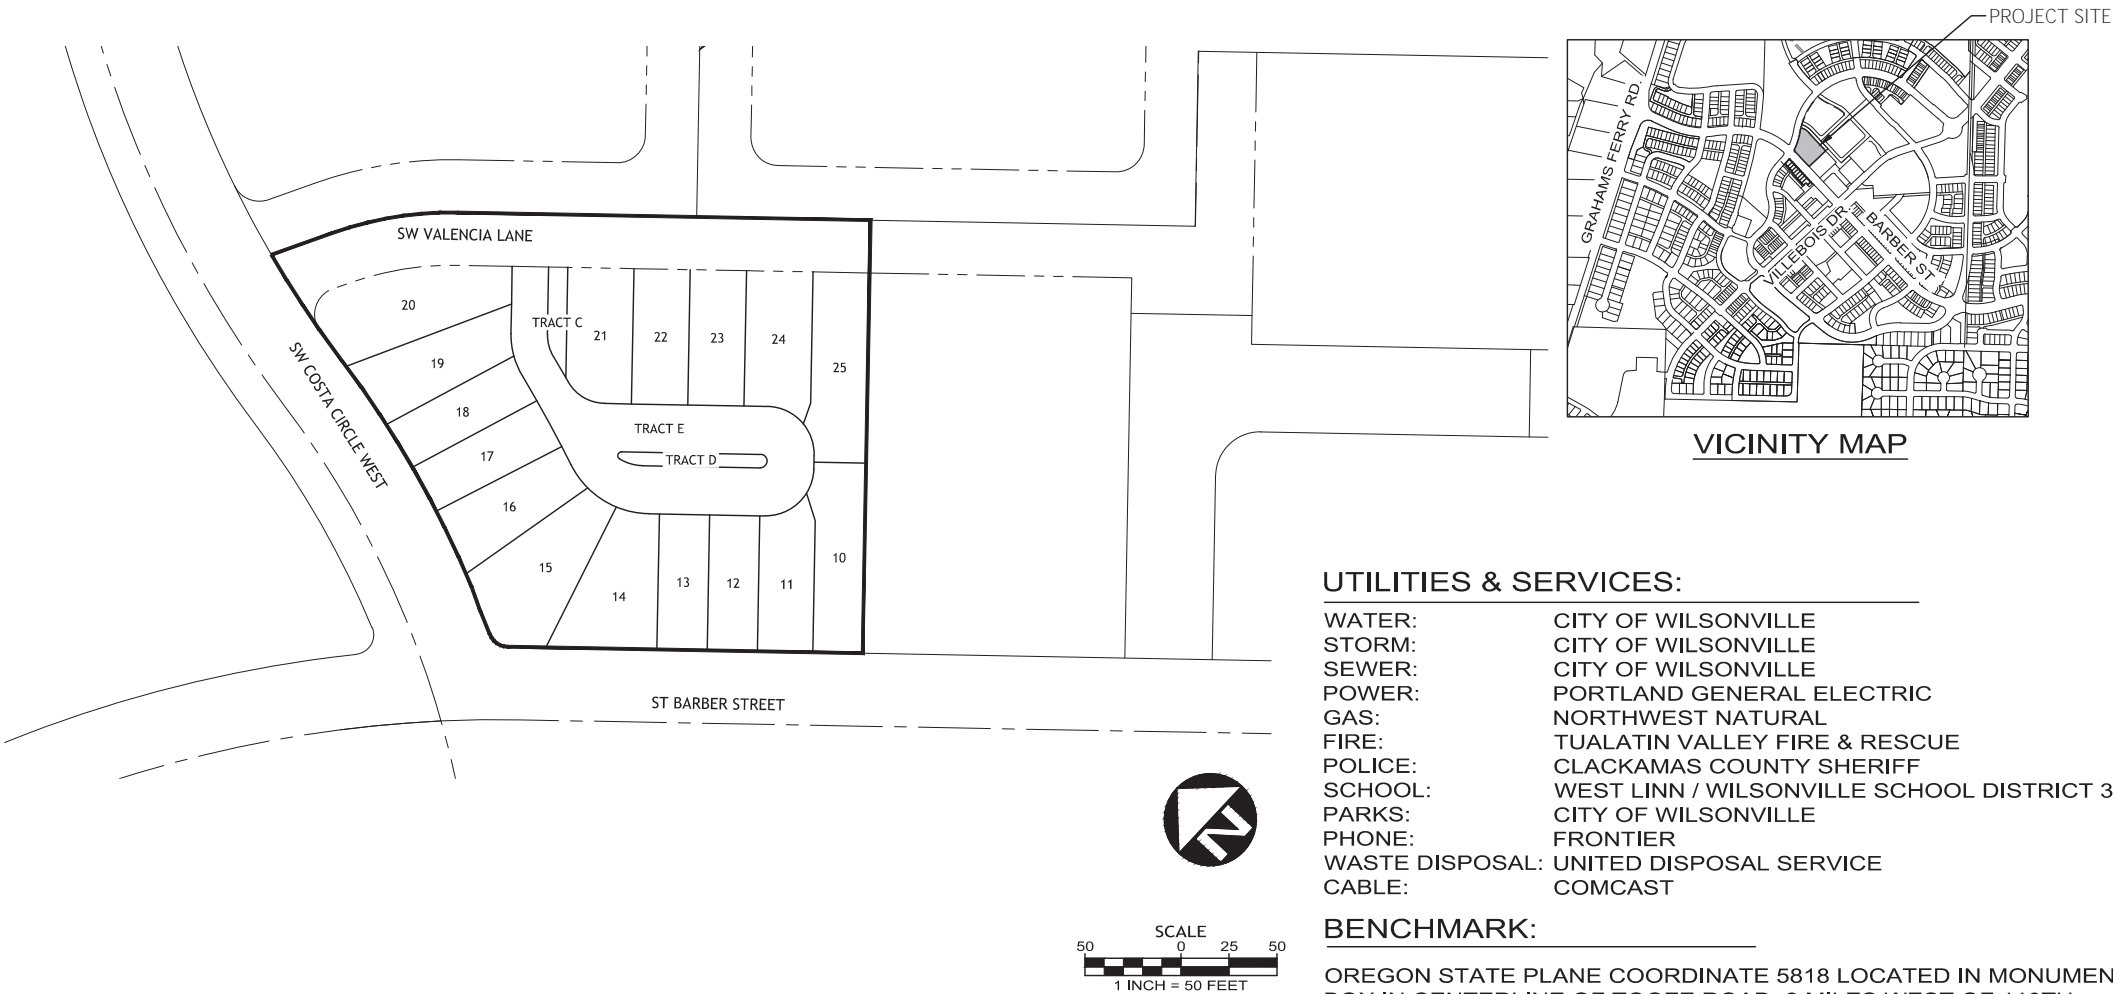 PROJECT SITE
GRAHAMS FERRY RD.
VILLEBOIS DR.
BARBER ST
VICINITY MAP
SW VALENCIA LANE
SW COSTA CIRCLE WEST
ST BARBER STREET
20
19
18
17
16
15
14
13
12
11
10
TRACT C
21
22
23
24
25
TRACT E
TRACT D
N
SCALE
50 0 25 50
1 INCH = 50 FEET
UTILITIES & SERVICES:
WATER: CITY OF WILSONVILLE
STORM: CITY OF WILSONVILLE
SEWER: CITY OF WILSONVILLE
POWER: PORTLAND GENERAL ELECTRIC
GAS: NORTHWEST NATURAL
FIRE: TUALATIN VALLEY FIRE & RESCUE
POLICE: CLACKAMAS COUNTY SHERIFF
SCHOOL: WEST LINN / WILSONVILLE SCHOOL DISTRICT 3
PARKS: CITY OF WILSONVILLE
PHONE: FRONTIER
WASTE DISPOSAL: UNITED DISPOSAL SERVICE
CABLE: COMCAST
BENCHMARK:
OREGON STATE PLANE COORDINATE 5818 LOCATED IN MONUMEN